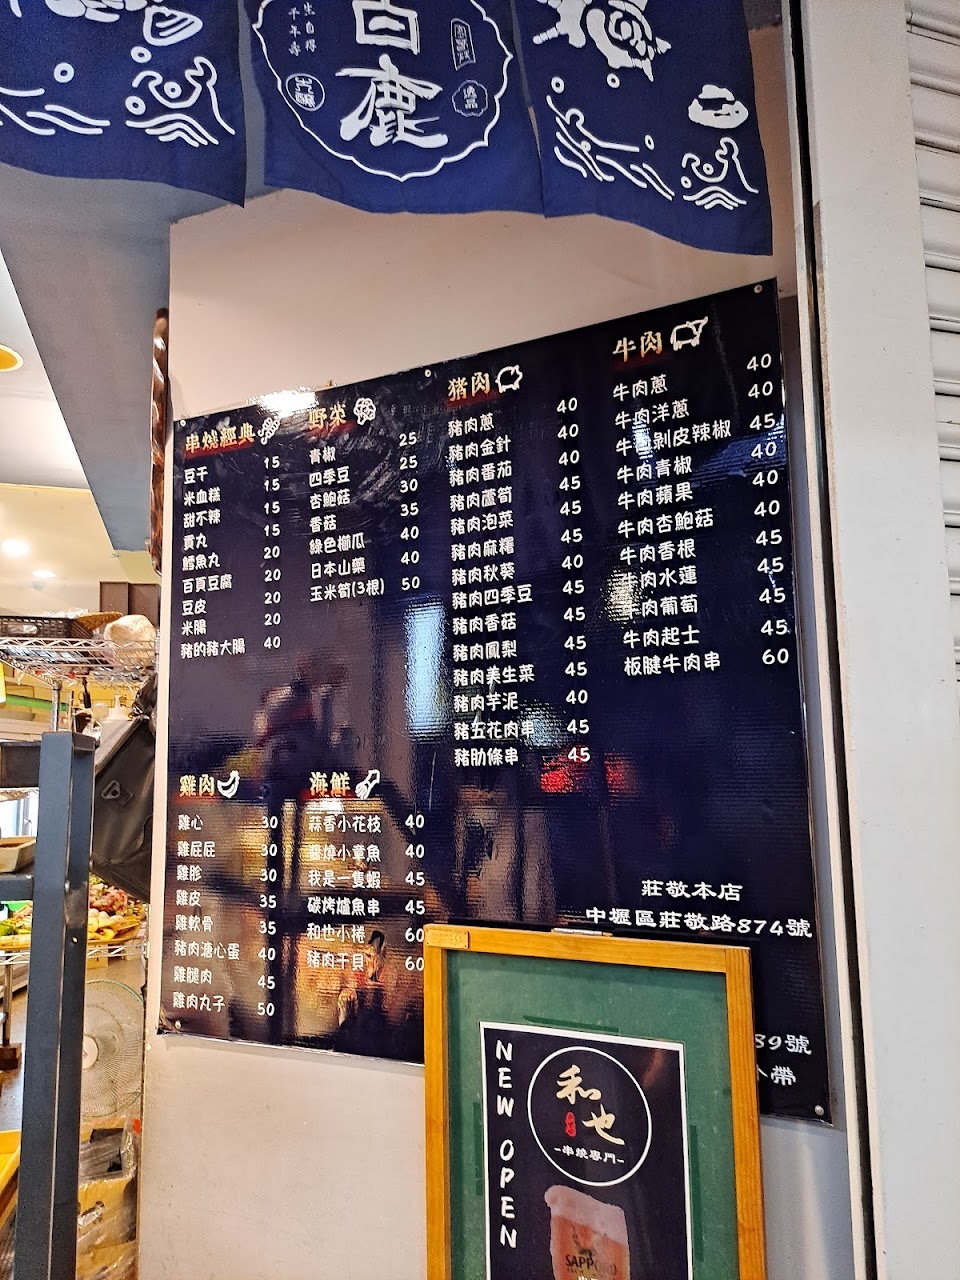 百
鹿
生自得
千年壽
逸品
串燒經典
豆干 15
米血糕 15
甜不辣 15
貢丸 15
鱈魚丸 20
百頁豆腐 20
豆皮 20
米腸 20
豬的豬大腸 40
野菜
青椒 25
四季豆 25
杏鮑菇 30
香菇 35
綠色櫛瓜 40
日本山藥 40
玉米筍(3根) 50
豬肉
豬肉蔥 40
豬肉金針 40
豬肉番茄 40
豬肉蘆筍 45
豬肉泡菜 45
豬肉麻糬 45
豬肉秋葵 40
豬肉四季豆 45
豬肉香菇 45
豬肉鳳梨 45
豬肉美生菜 45
豬肉芋泥 40
豬五花肉串 45
豬肋條串 45
牛肉
牛肉蔥 40
牛肉洋蔥 40
牛肉剝皮辣椒 45
牛肉青椒 40
牛肉蘋果 40
牛肉杏鮑菇 40
牛肉香根 45
牛肉水蓮 45
牛肉葡萄 45
牛肉起士 45
板腱牛肉串 60
雞肉
雞心 30
雞屁屁 30
雞胗 30
雞皮 35
雞軟骨 35
豬肉溏心蛋 40
雞腿肉 45
雞肉丸子 50
海鮮
蒜香小花枝 40
醬燒小章魚 40
我是一隻蝦 45
碳烤爐魚串 45
和也小捲 60
豬肉干貝 60
莊敬本店
中壢區莊敬路874號
89號
帶
NEW OPEN
和也
-串燒專門-
SAPPORO